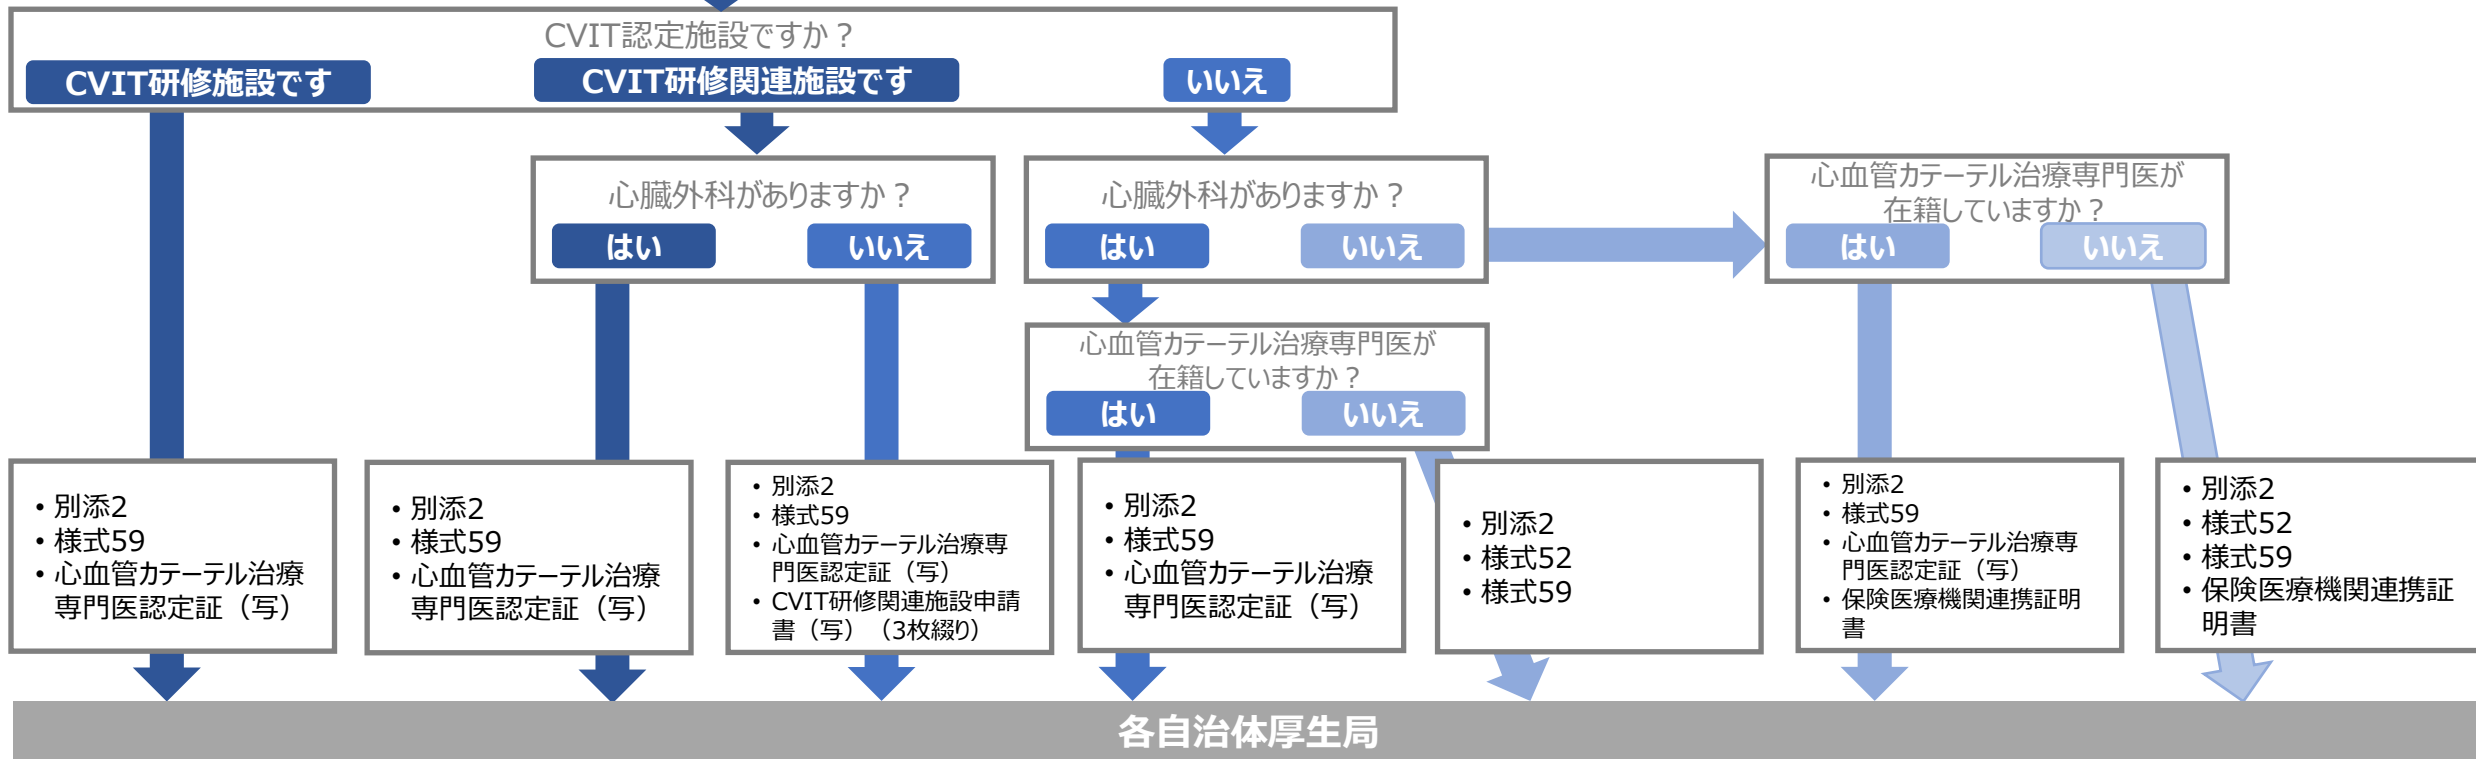 CVIT認定施設ですか？
CVIT研修施設です
CVIT研修関連施設です
いいえ
心臓外科がありますか？
はい
いいえ
心臓外科がありますか？
はい
いいえ
心血管カテーテル治療専門医が
在籍していますか？
はい
いいえ
心血管カテーテル治療専門医が
在籍していますか？
はい
いいえ
・別添2
・様式59
・心血管カテーテル治療
専門医認定証（写）
・別添2
・様式59
・心血管カテーテル治療
専門医認定証（写）
・別添2
・様式59
・心血管カテーテル治療専
門医認定証（写）
・CVIT研修関連施設申請
書（写）（3枚綴り）
・別添2
・様式59
・心血管カテーテル治療
専門医認定証（写）
・別添2
・様式52
・様式59
・別添2
・様式59
・心血管カテーテル治療専
門医認定証（写）
・保険医療機関連携証明
書
・別添2
・様式52
・様式59
・保険医療機関連携証
明書
各自治体厚生局